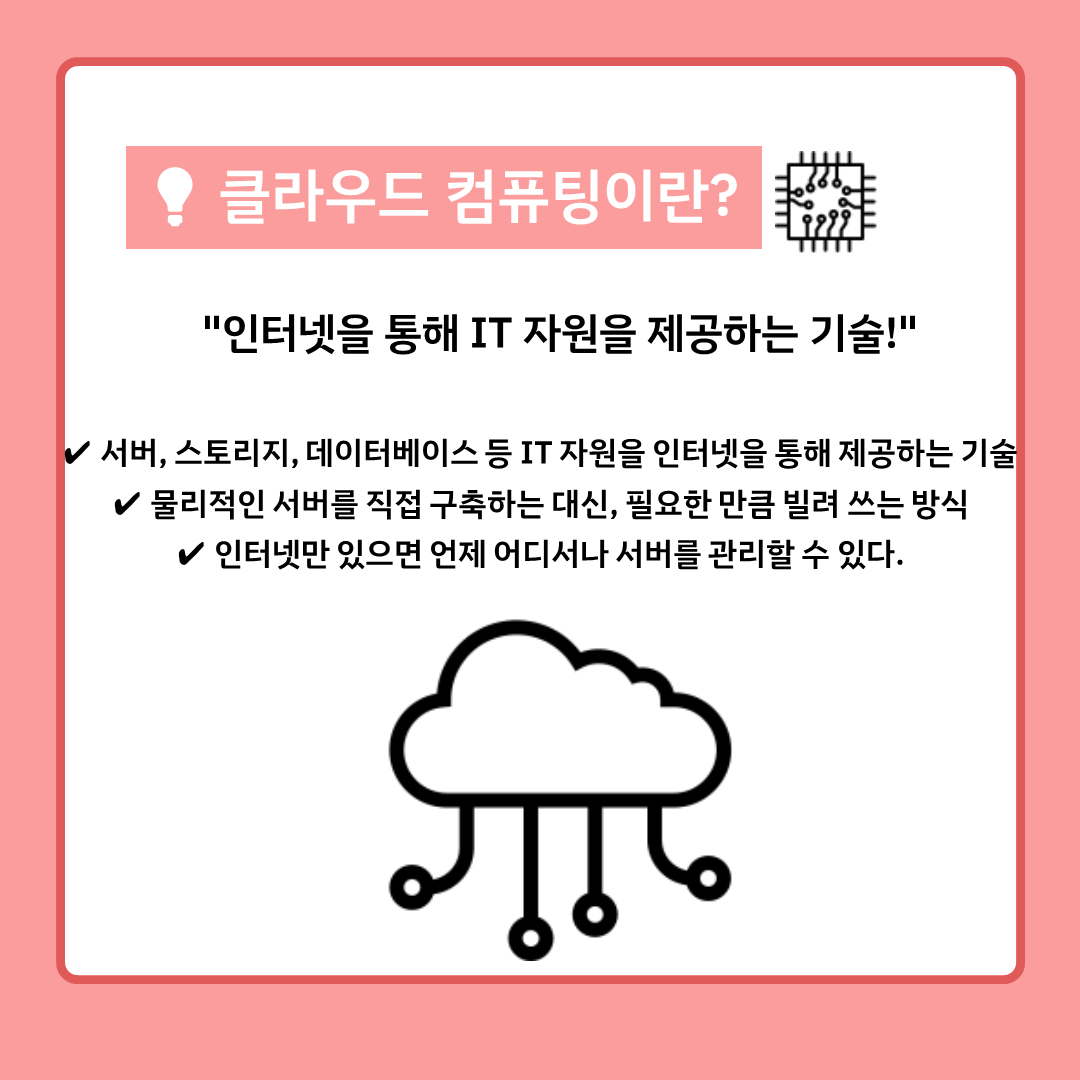 클라우드 컴퓨팅이란?
"인터넷을 통해 IT 자원을 제공하는 기술!"
✔ 서버, 스토리지, 데이터베이스 등 IT 자원을 인터넷을 통해 제공하는 기술
✔ 물리적인 서버를 직접 구축하는 대신, 필요한 만큼 빌려 쓰는 방식
✔ 인터넷만 있으면 언제 어디서나 서버를 관리할 수 있다.